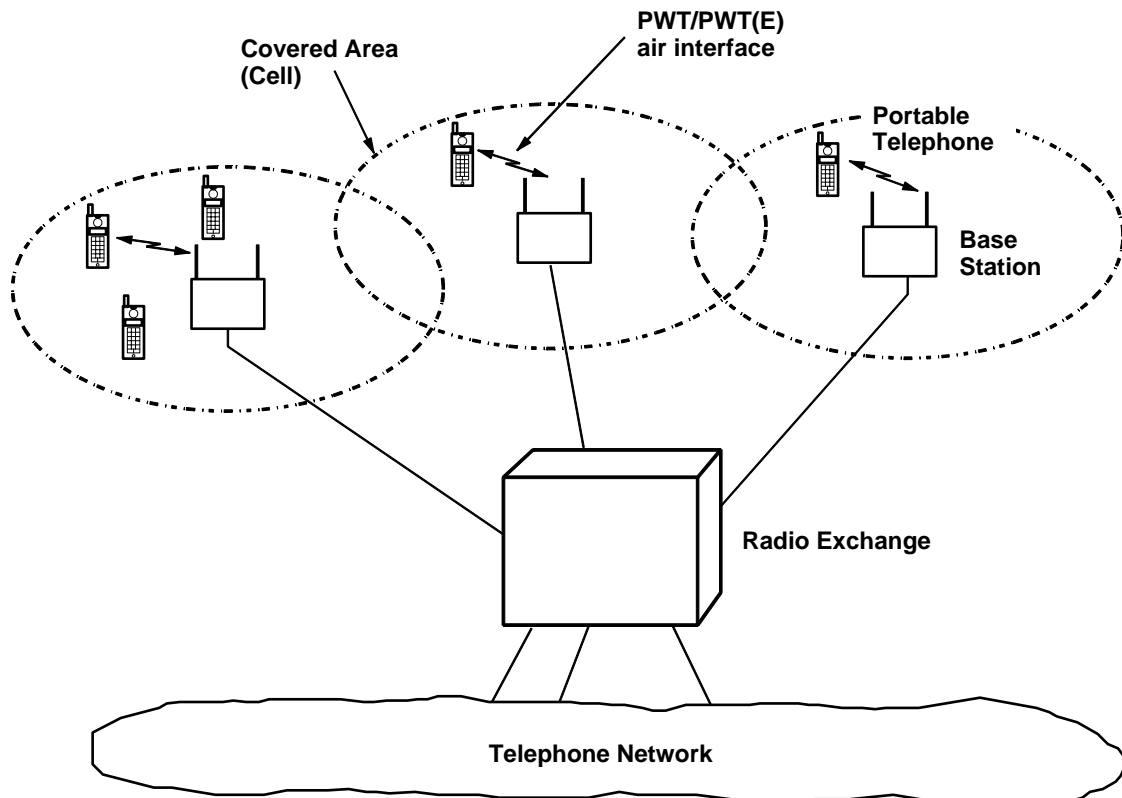 PWT/PWT(E)
air interface
Covered Area
(Cell)
Portable
Telephone
Base
Station
Radio Exchange
Telephone Network